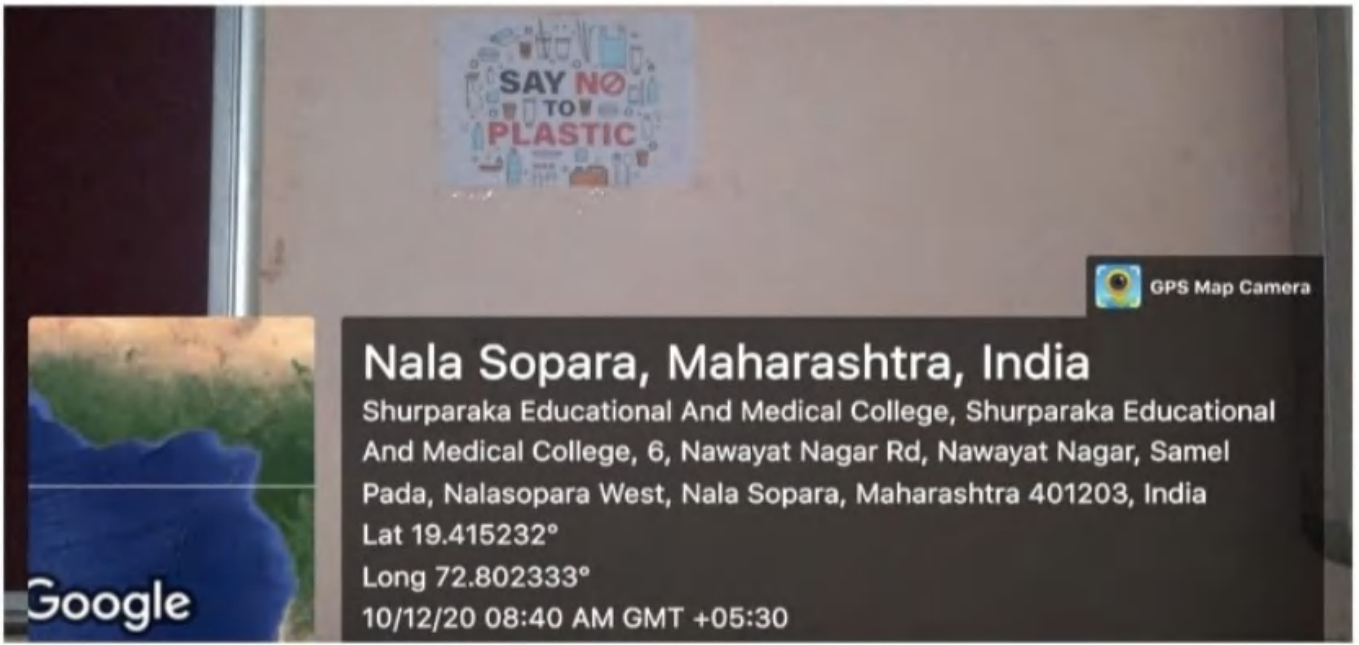 SAY NO
TO
PLASTIC
GPS Map Camera
Nala Sopara, Maharashtra, India
Shurparaka Educational And Medical College, Shurparaka Educational
And Medical College, 6, Nawayat Nagar Rd, Nawayat Nagar, Samel
Pada, Nalasopara West, Nala Sopara, Maharashtra 401203, India
Lat 19.415232°
Long 72.802333°
10/12/20 08:40 AM GMT +05:30
Google